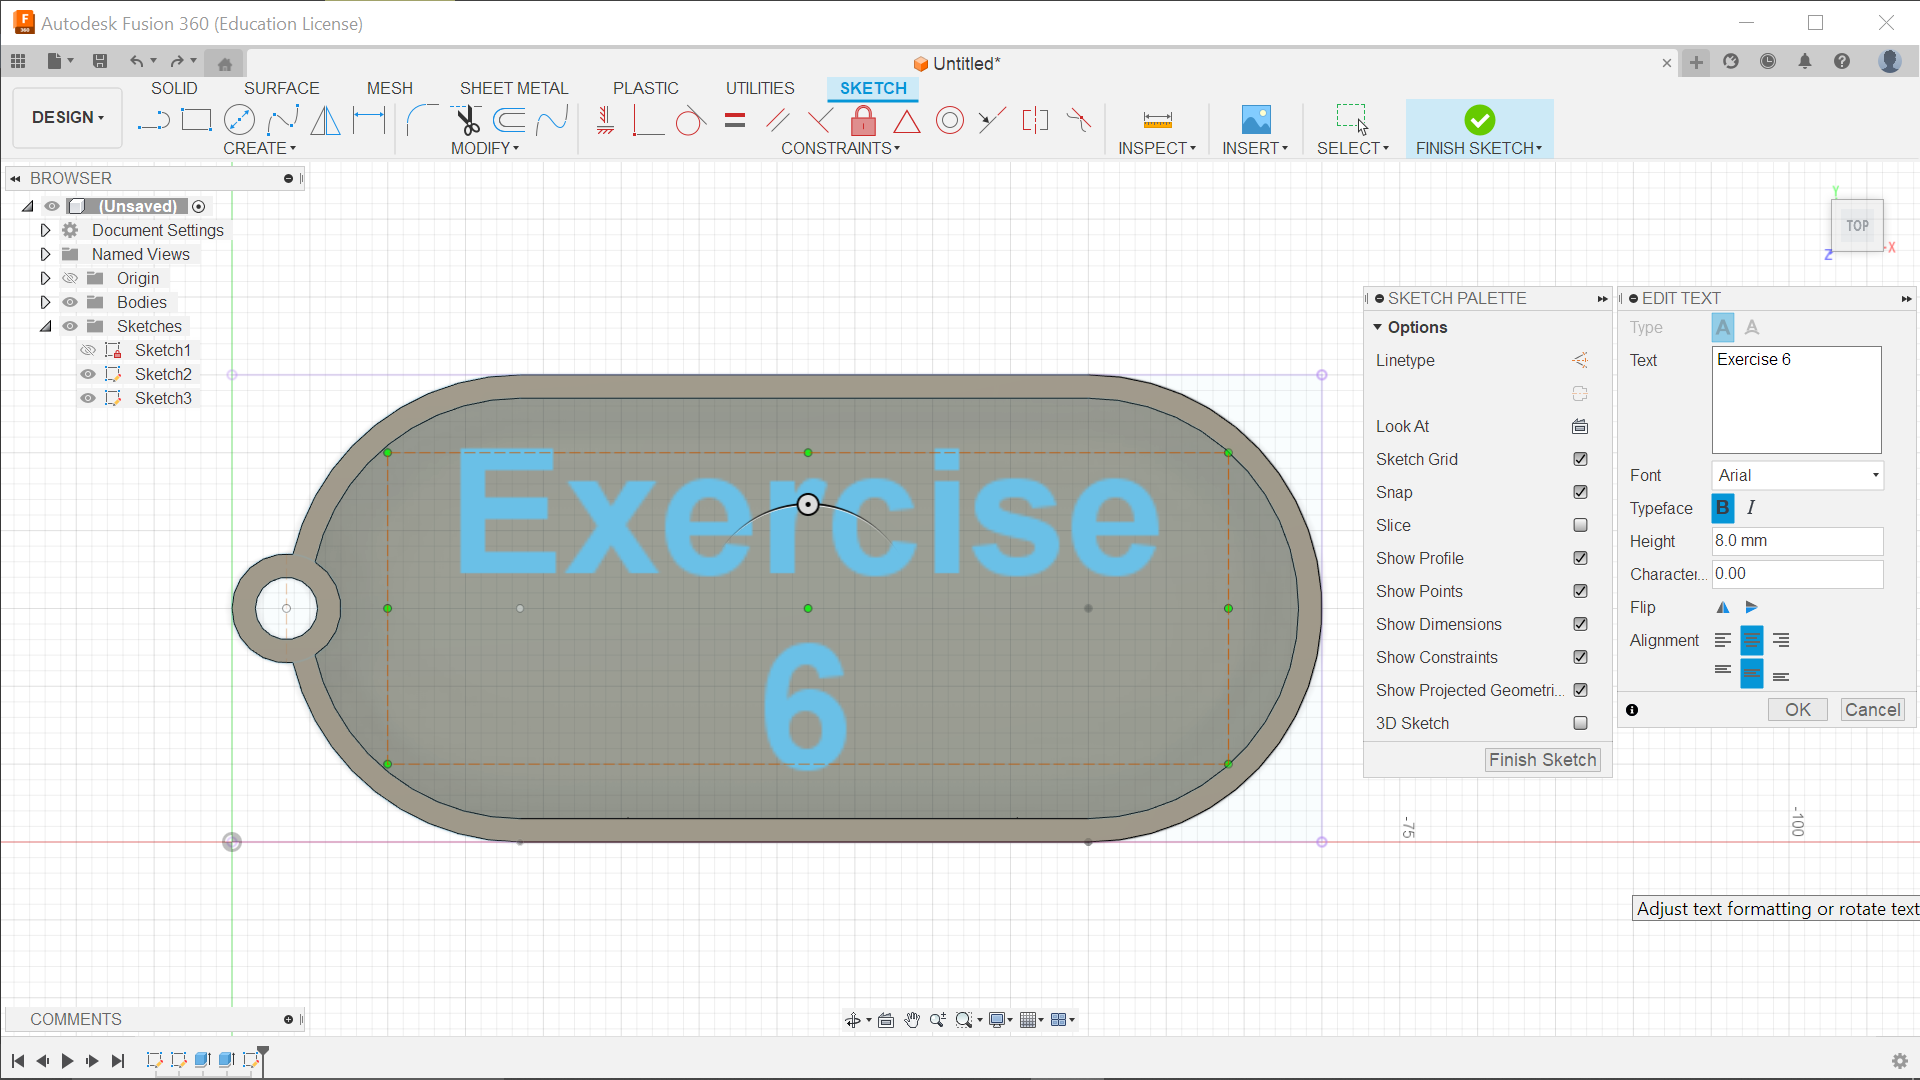 Autodesk Fusion 360 (Education License)
Untitled*
SOLID SURFACE MESH SHEET METAL PLASTIC UTILITIES SKETCH
DESIGN
CREATE MODIFY CONSTRAINTS INSPECT INSERT SELECT FINISH SKETCH
BROWSER
(Unsaved)
Document Settings
Named Views
Origin
Bodies
Sketches
Sketch1
Sketch2
Sketch3
Y
TOP
-X
Z
Exercise
6
-75
-100
SKETCH PALETTE
Options
Linetype
Look At
Sketch Grid
Snap
Slice
Show Profile
Show Points
Show Dimensions
Show Constraints
Show Projected Geometri...
3D Sketch
Finish Sketch
EDIT TEXT
Type A A
Text Exercise 6
Font Arial
Typeface B I
Height 8.0 mm
Character... 0.00
Flip
Alignment
OK Cancel
Adjust text formatting or rotate text
COMMENTS